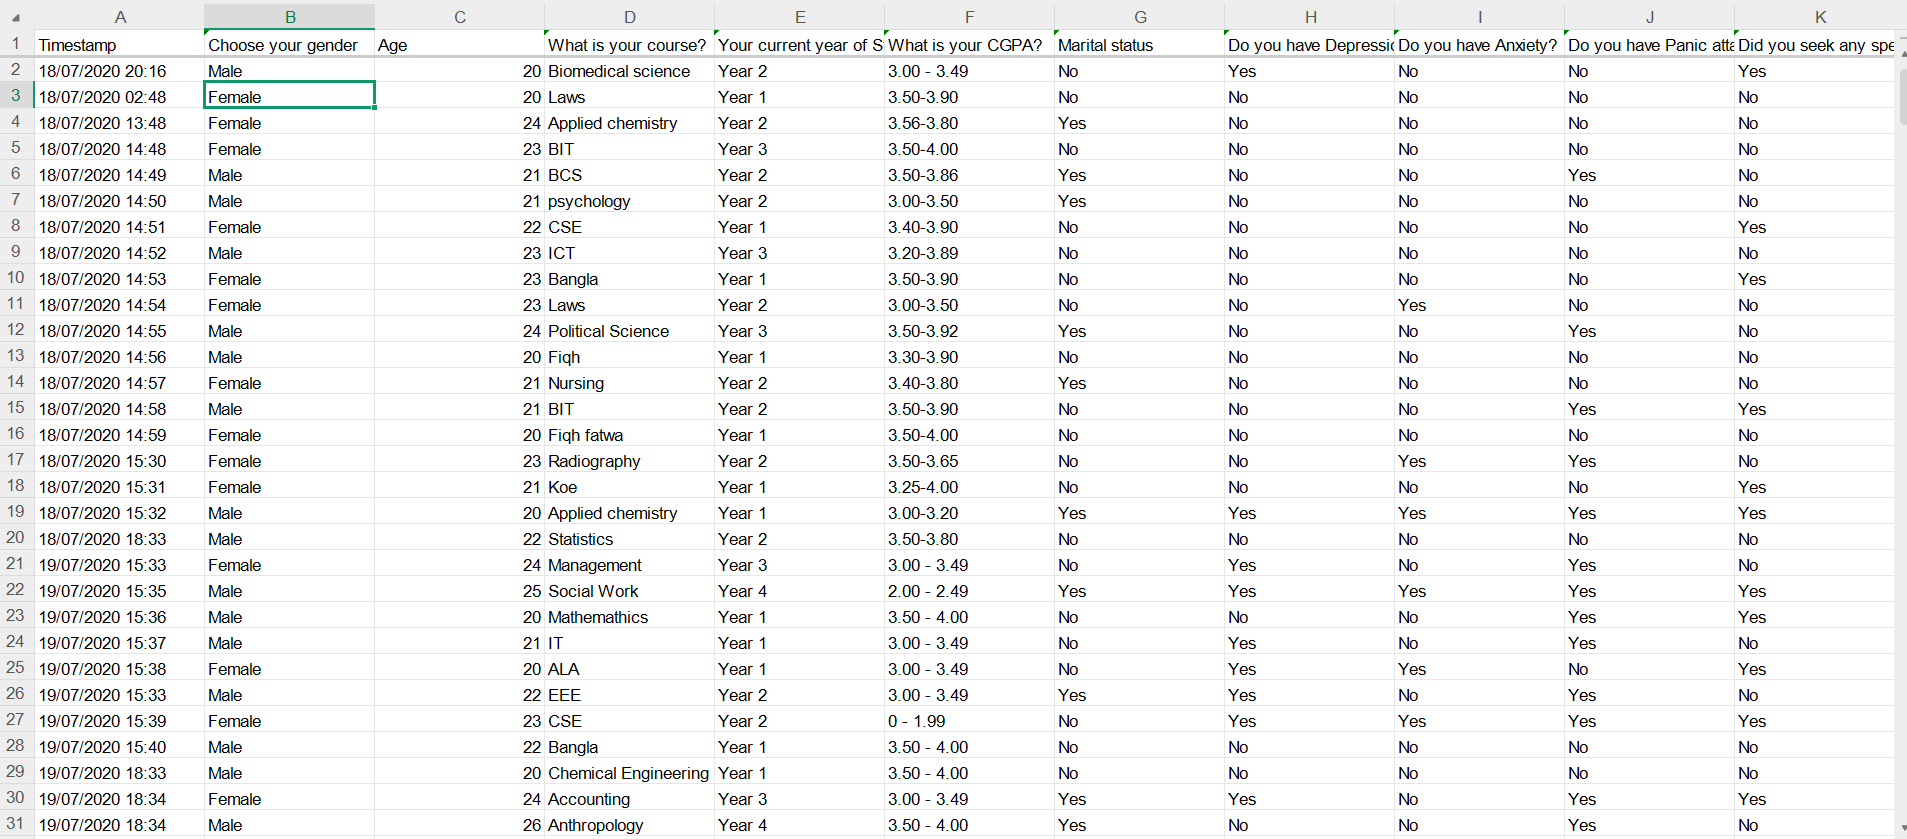 A B C D E F G H I J K
1 Timestamp Choose your gender Age What is your course? Your current year of S What is your CGPA? Marital status Do you have Depressic Do you have Anxiety? Do you have Panic atta Did you seek any spe
2 18/07/2020 20:16 Male 20 Biomedical science Year 2 3.00 - 3.49 No Yes No No Yes
3 18/07/2020 02:48 Female 20 Laws Year 1 3.50-3.90 No No No No No
4 18/07/2020 13:48 Female 24 Applied chemistry Year 2 3.56-3.80 Yes No No No No
5 18/07/2020 14:48 Female 23 BIT Year 3 3.50-4.00 No No No No No
6 18/07/2020 14:49 Male 21 BCS Year 2 3.50-3.86 Yes No No Yes No
7 18/07/2020 14:50 Male 21 psychology Year 2 3.00-3.50 Yes No No No No
8 18/07/2020 14:51 Female 22 CSE Year 1 3.40-3.90 No No No No Yes
9 18/07/2020 14:52 Male 23 ICT Year 3 3.20-3.89 No No No No No
10 18/07/2020 14:53 Female 23 Bangla Year 1 3.50-3.90 No No No No Yes
11 18/07/2020 14:54 Female 23 Laws Year 2 3.00-3.50 No No Yes No No
12 18/07/2020 14:55 Male 24 Political Science Year 3 3.50-3.92 Yes No No Yes No
13 18/07/2020 14:56 Male 20 Fiqh Year 1 3.30-3.90 No No No No No
14 18/07/2020 14:57 Female 21 Nursing Year 2 3.40-3.80 Yes No No No No
15 18/07/2020 14:58 Male 21 BIT Year 2 3.50-3.90 No No No Yes Yes
16 18/07/2020 14:59 Female 20 Fiqh fatwa Year 1 3.50-4.00 No No No No No
17 18/07/2020 15:30 Female 23 Radiography Year 2 3.50-3.65 No No Yes Yes No
18 18/07/2020 15:31 Female 21 Koe Year 1 3.25-4.00 No No No No Yes
19 18/07/2020 15:32 Male 20 Applied chemistry Year 1 3.00-3.20 Yes Yes Yes Yes Yes
20 18/07/2020 18:33 Male 22 Statistics Year 2 3.50-3.80 No No No No No
21 19/07/2020 15:33 Female 24 Management Year 3 3.00 - 3.49 No Yes No Yes No
22 19/07/2020 15:35 Male 25 Social Work Year 4 2.00 - 2.49 Yes Yes Yes Yes Yes
23 19/07/2020 15:36 Male 20 Mathemathics Year 1 3.50 - 4.00 No No No Yes Yes
24 19/07/2020 15:37 Male 21 IT Year 1 3.00 - 3.49 No Yes No Yes No
25 19/07/2020 15:38 Female 20 ALA Year 1 3.00 - 3.49 No Yes Yes No Yes
26 19/07/2020 15:33 Male 22 EEE Year 2 3.00 - 3.49 Yes Yes No Yes No
27 19/07/2020 15:39 Female 23 CSE Year 2 0 - 1.99 No Yes Yes Yes Yes
28 19/07/2020 15:40 Male 22 Bangla Year 1 3.50 - 4.00 No No No No No
29 19/07/2020 18:33 Male 20 Chemical Engineering Year 1 3.50 - 4.00 No No No No No
30 19/07/2020 18:34 Female 24 Accounting Year 3 3.00 - 3.49 Yes Yes No Yes Yes
31 19/07/2020 18:34 Male 26 Anthropology Year 4 3.50 - 4.00 Yes No No Yes No